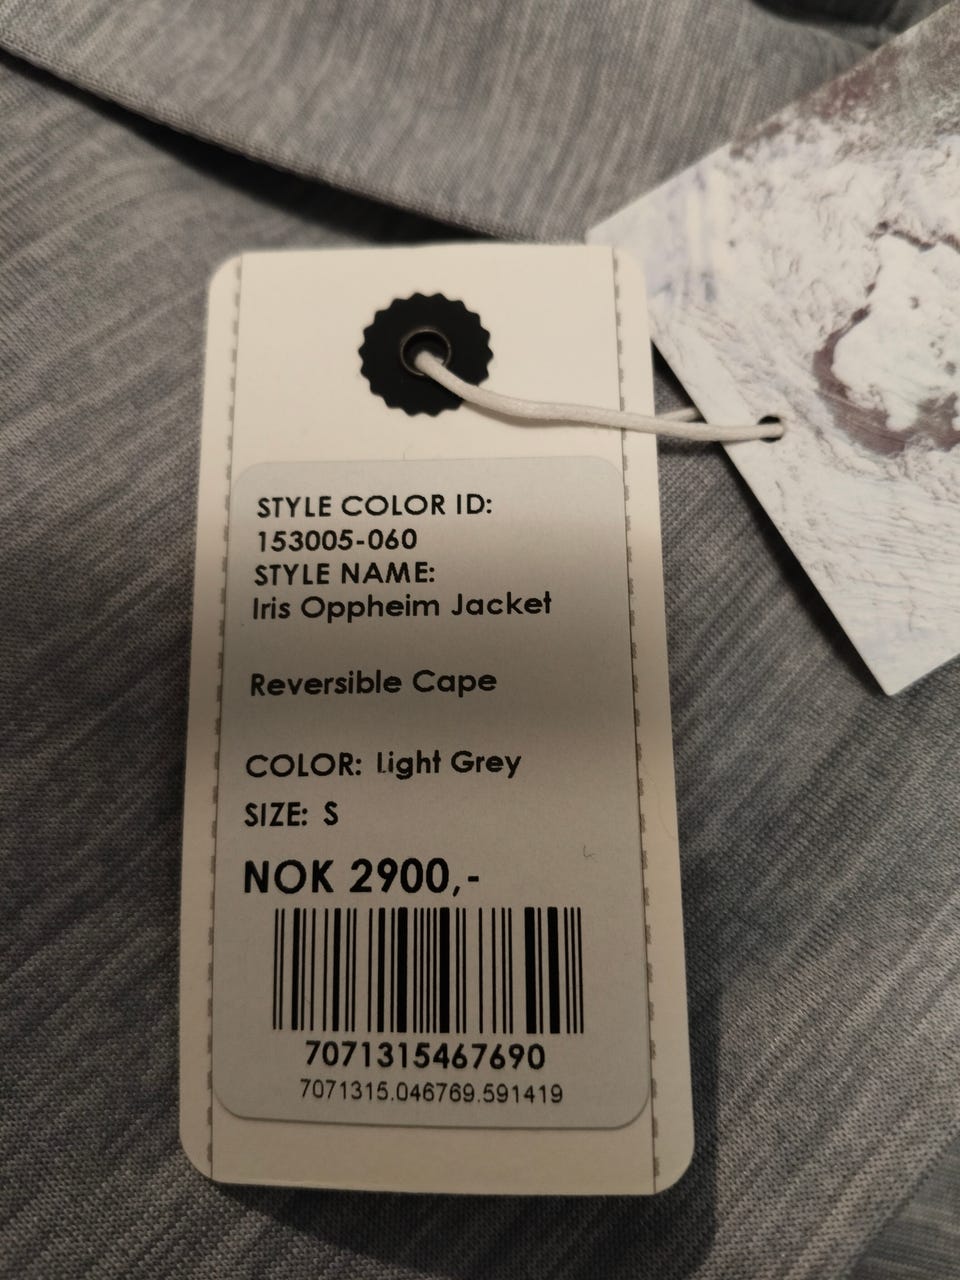 STYLE COLOR ID:
153005-060
STYLE NAME:
Iris Oppheim Jacket
Reversible Cape
COLOR: Light Grey
SIZE: S
NOK 2900,-
7071315467690
7071315.046769.591419